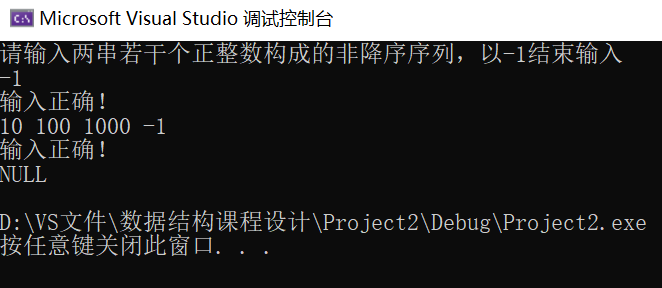 Microsoft Visual Studio 调试控制台
请输入两串若干个正整数构成的非降序序列，以-1结束输入
-1
输入正确！
10 100 1000 -1
输入正确！
NULL
D:\VS文件\数据结构课程设计\Project2\Debug\Project2.exe
按任意键关闭此窗口. . .